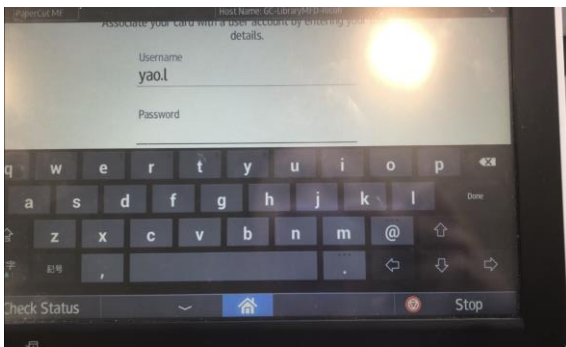 PaperCut MF
Host Name: GC-LibraryMFD-
Associate your card with a user account by entering your
details.
Username
yao.l
Password
q w e r t y u i o p
a s d f g h j k l Done
z x c v b n m @
字 記号 , .
Check Status Stop